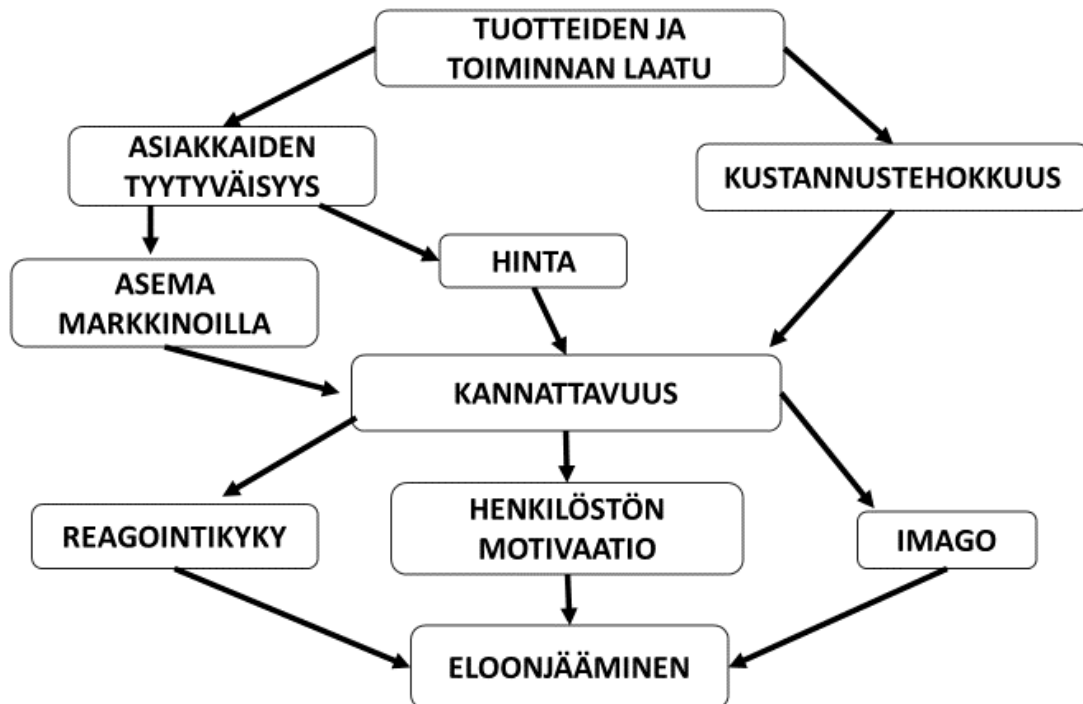 TUOTTEIDEN JA
TOIMINNAN LAATU
ASIAKKAIDEN
TYYTYVÄISYYS
KUSTANNUSTEHOKKUUS
HINTA
ASEMA
MARKKINOILLA
KANNATTAVUUS
REAGOINTIKYKY
HENKILÖSTÖN
MOTIVAATIO
IMAGO
ELOONJÄÄMINEN